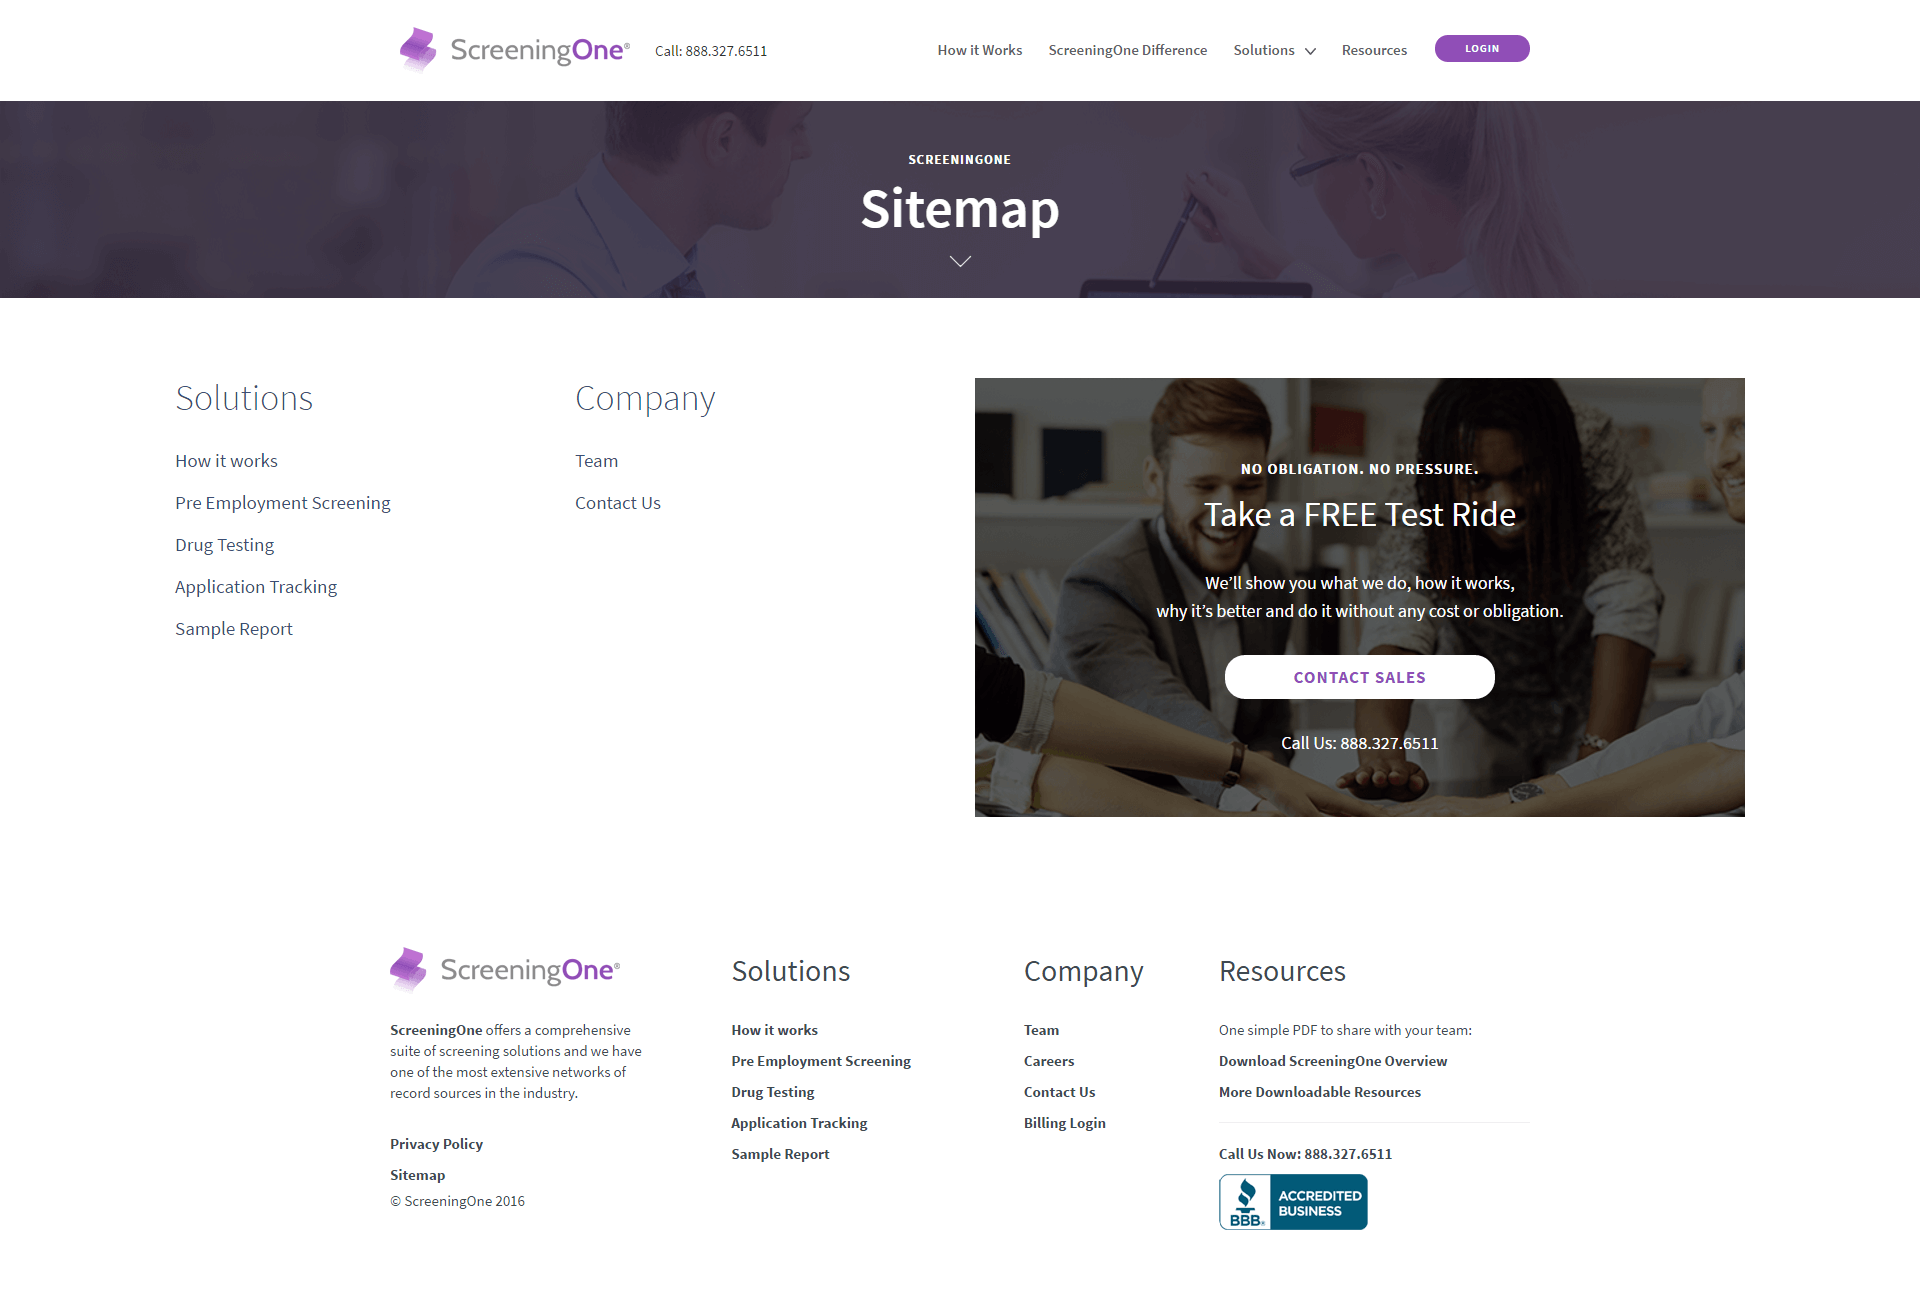 ScreeningOne®
Call: 888.327.6511
How it Works
ScreeningOne Difference
Solutions
Resources
LOGIN
SCREENINGONE
Sitemap
Solutions
How it works
Pre Employment Screening
Drug Testing
Application Tracking
Sample Report
Company
Team
Contact Us
NO OBLIGATION. NO PRESSURE.
Take a FREE Test Ride
We’ll show you what we do, how it works,
why it’s better and do it without any cost or obligation.
CONTACT SALES
Call Us: 888.327.6511
ScreeningOne®
ScreeningOne offers a comprehensive
suite of screening solutions and we have
one of the most extensive networks of
record sources in the industry.
Privacy Policy
Sitemap
© ScreeningOne 2016
Solutions
How it works
Pre Employment Screening
Drug Testing
Application Tracking
Sample Report
Company
Team
Careers
Contact Us
Billing Login
Resources
One simple PDF to share with your team:
Download ScreeningOne Overview
More Downloadable Resources
Call Us Now: 888.327.6511
BBB®
ACCREDITED
BUSINESS